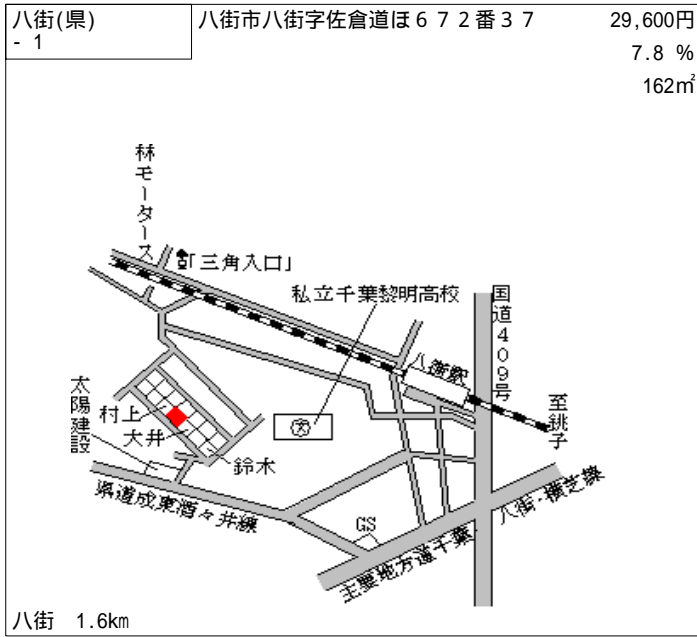 八街(県)
- 1
八街市八街字佐倉道ほ６７２番３７
29,600円
7.8 %
162㎡
林モータース
「三角入口」
私立千葉黎明高校
国道409号
八街駅
至銚子
太陽建設
村上
大井
鈴木
県道成東酒々井線
GS
主要地方道千葉・八街・横芝線
八街 1.6km